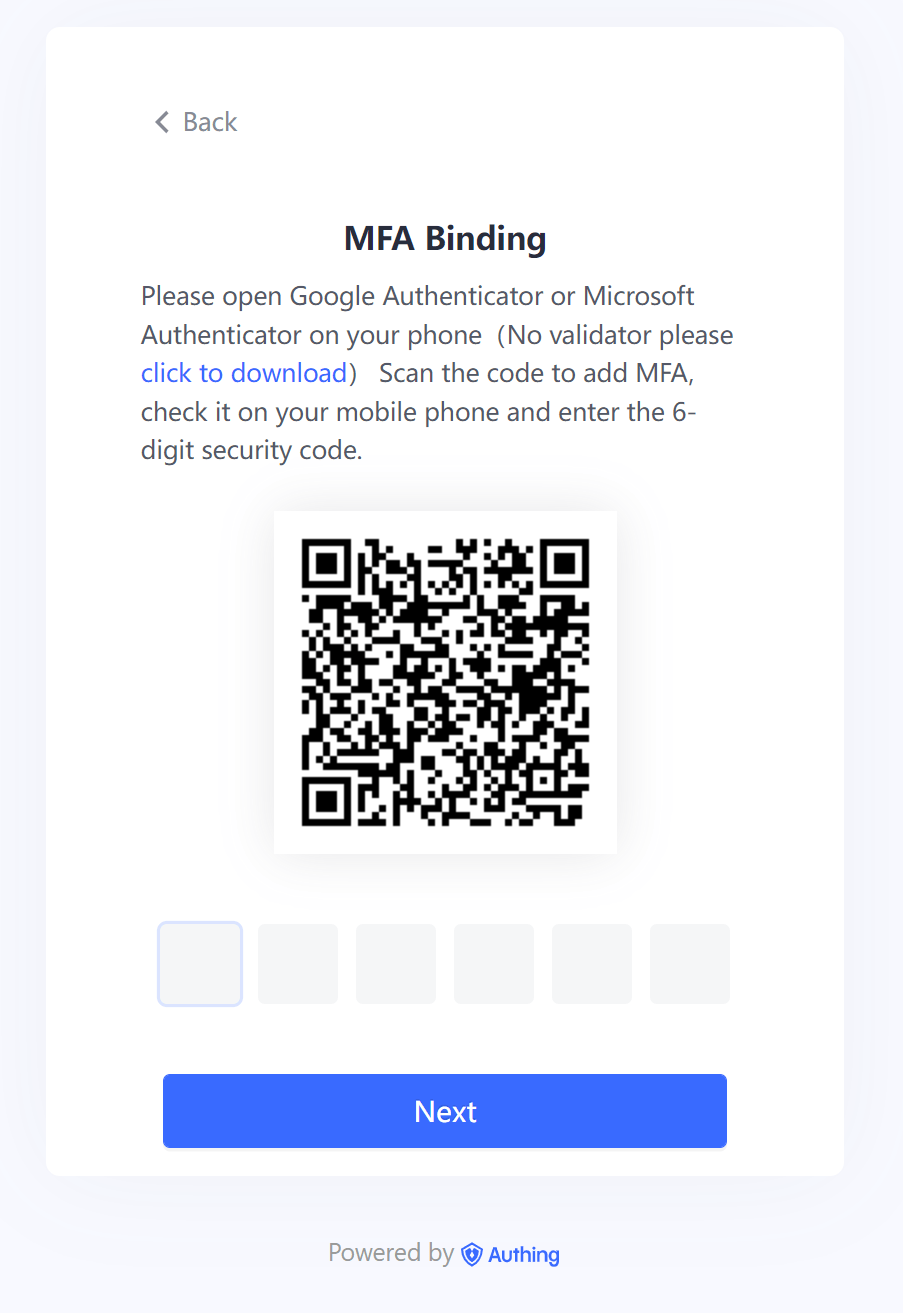 Back
MFA Binding
Please open Google Authenticator or Microsoft
Authenticator on your phone（No validator please
click to download） Scan the code to add MFA,
check it on your mobile phone and enter the 6-
digit security code.
Next
Powered by Authing